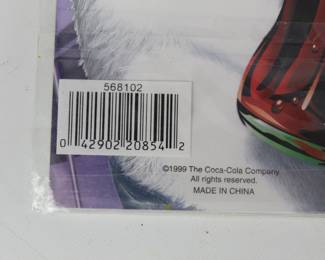 568102
0 42902 20854 2
©1999 The Coca-Cola Company.
All rights reserved.
MADE IN CHINA